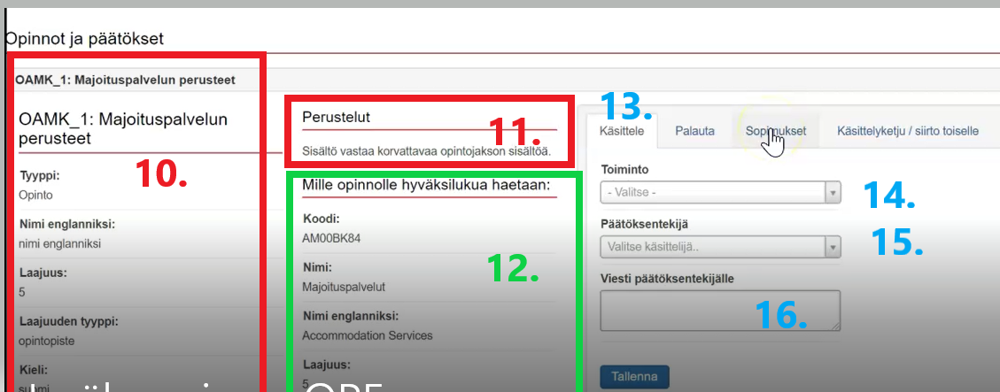 Opinnot ja päätökset
OAMK_1: Majoituspalvelun perusteet
OAMK_1: Majoituspalvelun
perusteet
10.
Tyyppi:
Opinto
Nimi englanniksi:
nimi englanniksi
Laajuus:
5
Laajuuden tyyppi:
opintopiste
Kieli:
suomi
Perustelut
11.
Sisältö vastaa korvattavaa opintojakson sisältöä.
Mille opinnolle hyväksilukua haetaan:
Koodi:
AM00BK84
12.
Nimi:
Majoituspalvelut
Nimi englanniksi:
Accommodation Services
Laajuus:
5
13.
Käsittele Palauta Sopimukset Käsittelyketju / siirto toiselle
Toiminto
- Valitse -
14.
Päätöksentekijä
Valitse käsittelijä..
15.
Viesti päätöksentekijälle
16.
Tallenna